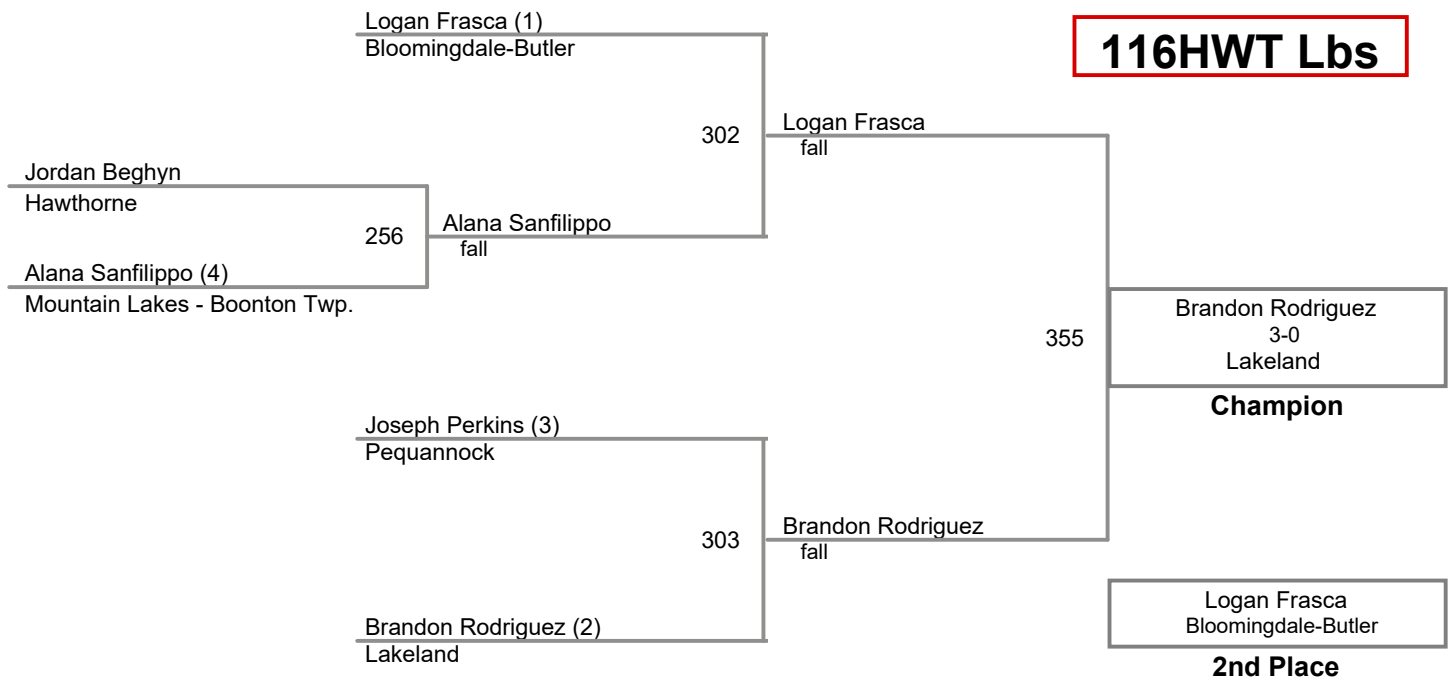 Logan Frasca (1)
Bloomingdale-Butler
116HWT Lbs
302
Logan Frasca
fall
Jordan Beghyn
Hawthorne
256
Alana Sanfilippo
fall
Alana Sanfilippo (4)
Mountain Lakes - Boonton Twp.
355
Brandon Rodriguez
3-0
Lakeland
Champion
Joseph Perkins (3)
Pequannock
303
Brandon Rodriguez
fall
Brandon Rodriguez (2)
Lakeland
Logan Frasca
Bloomingdale-Butler
2nd Place